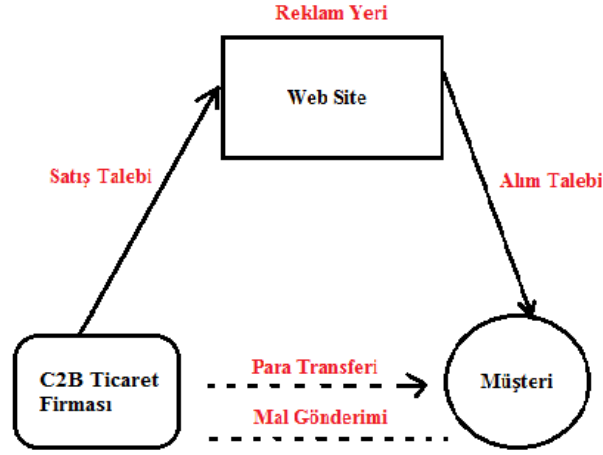 Reklam Yeri
Web Site
Satış Talebi
Alım Talebi
C2B Ticaret
Firması
Para Transferi
Mal Gönderimi
Müşteri